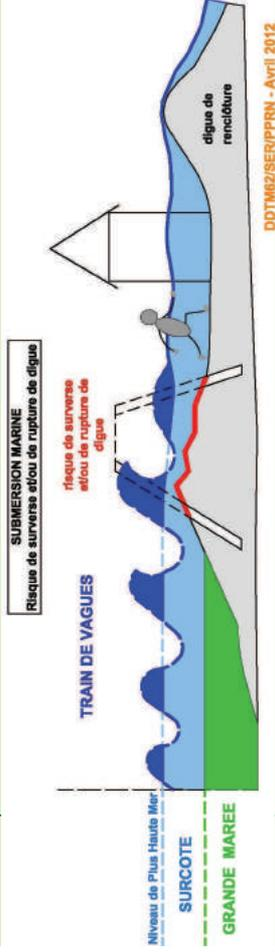 SUBMERSION MARINE
Risque de surverse et/ou de rupture de digue
TRAIN DE VAGUES
risque de surverse
et/ou de rupture de
digue
Niveau de Plus Haute Mer
SURCOTE
GRANDE MAREE
digue de
renclôture
DDTM62/SER/PPRN - Avril 2012